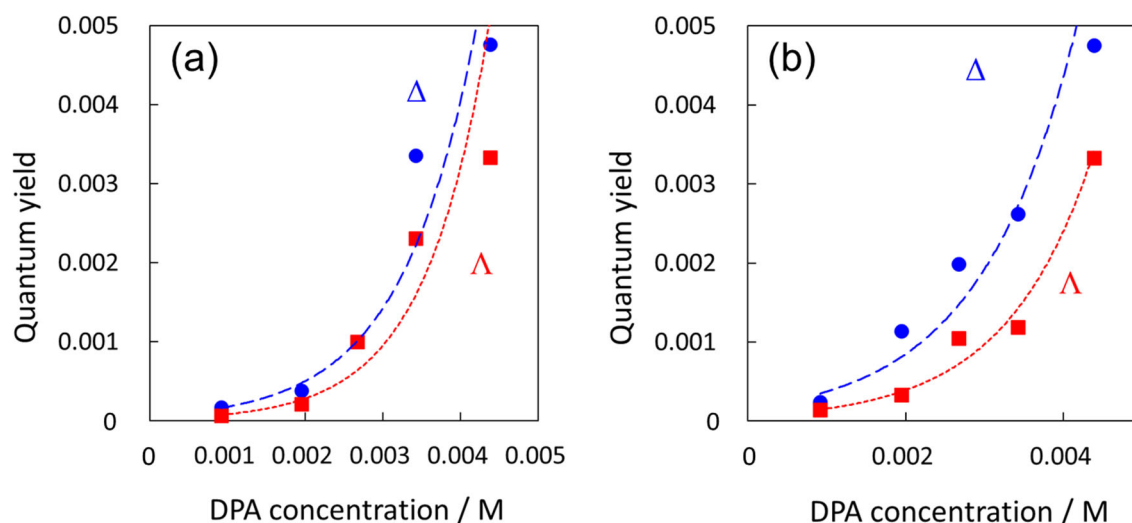 (a)
Δ
Λ
Quantum yield
0.005
0.004
0.003
0.002
0.001
0
0 0.001 0.002 0.003 0.004 0.005
DPA concentration / M
(b)
Δ
Λ
Quantum yield
0.005
0.004
0.003
0.002
0.001
0
0 0.002 0.004
DPA concentration / M